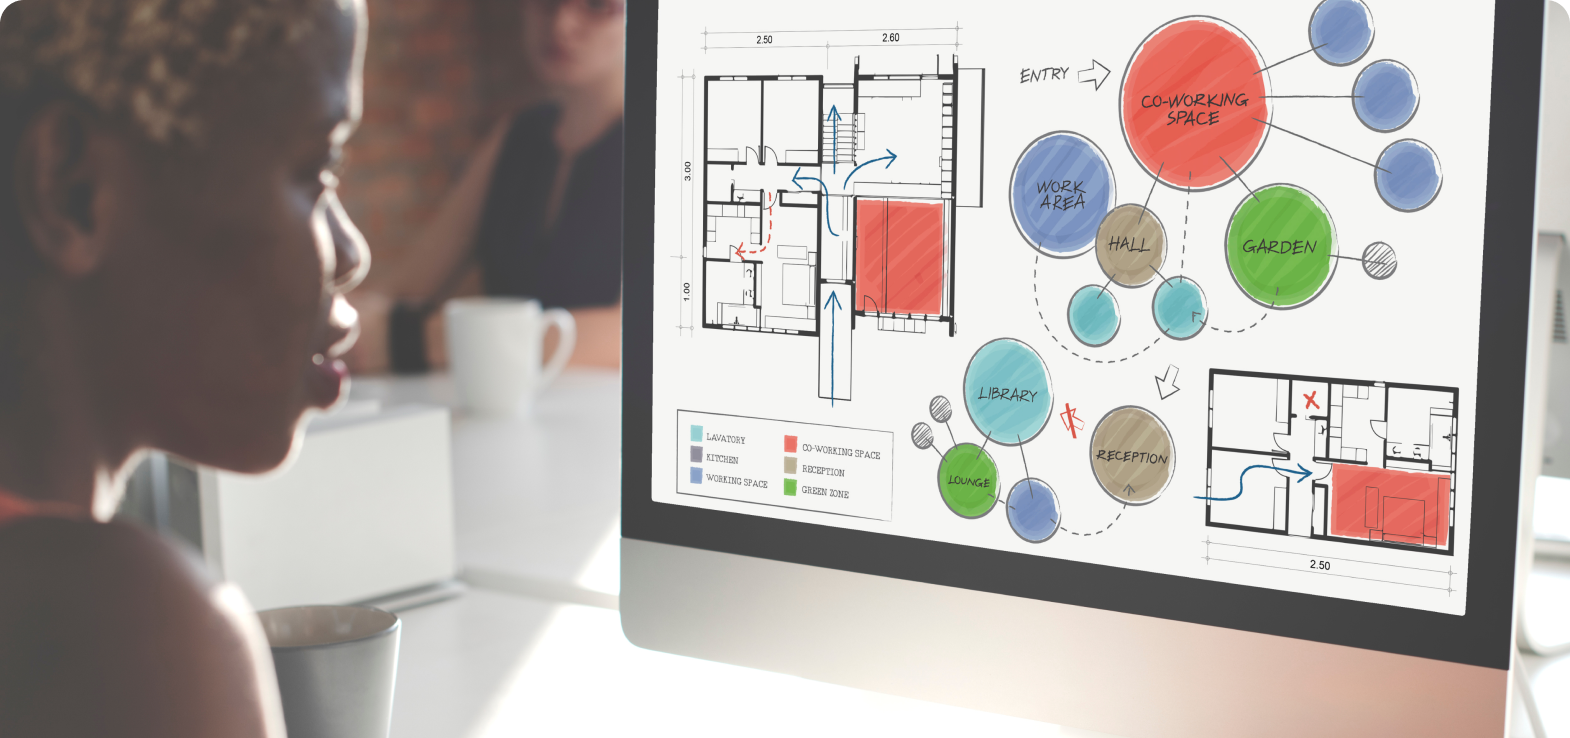 2.50
2.60
3.00
1.00
ENTRY
CO-WORKING
SPACE
WORK
AREA
HALL
GARDEN
LIBRARY
RECEPTION
LOUNGE
LAVATORY
KITCHEN
WORKING SPACE
CO-WORKING SPACE
RECEPTION
GREEN ZONE
2.50